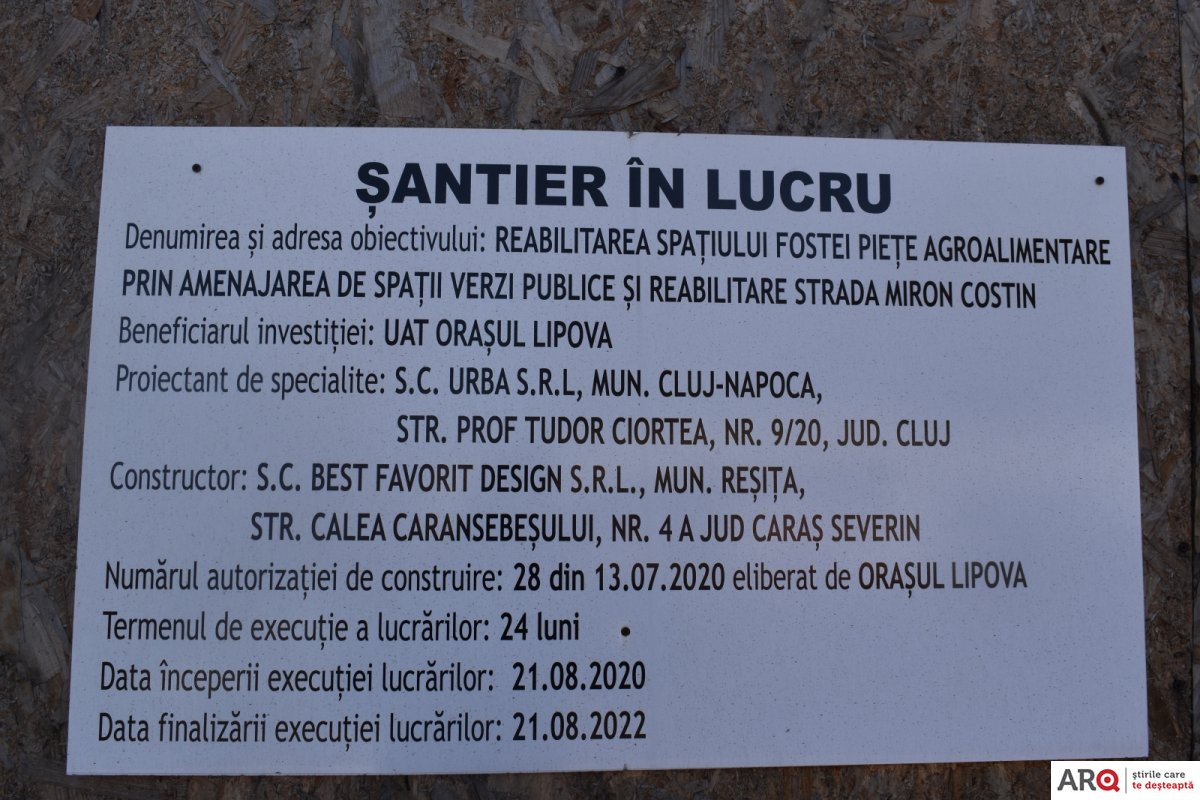 ȘANTIER ÎN LUCRU
Denumirea și adresa obiectivului: REABILITAREA SPAȚIULUI FOSTEI PIEȚE AGROALIMENTARE
PRIN AMENAJAREA DE SPAȚII VERZI PUBLICE ȘI REABILITARE STRADA MIRON COSTIN
Beneficiarul investiției: UAT ORAȘUL LIPOVA
Proiectant de specialite: S.C. URBA S.R.L, MUN. CLUJ-NAPOCA,
STR. PROF TUDOR CIORTEA, NR. 9/20, JUD. CLUJ
Constructor: S.C. BEST FAVORIT DESIGN S.R.L., MUN. REȘIȚA,
STR. CALEA CARANSEBEȘULUI, NR. 4 A JUD CARAȘ SEVERIN
Numărul autorizației de construire: 28 din 13.07.2020 eliberat de ORAȘUL LIPOVA
Termenul de execuție a lucrărilor: 24 luni
Data începerii execuției lucrărilor: 21.08.2020
Data finalizării execuției lucrărilor: 21.08.2022
ARQ știrile care
te deșteaptă